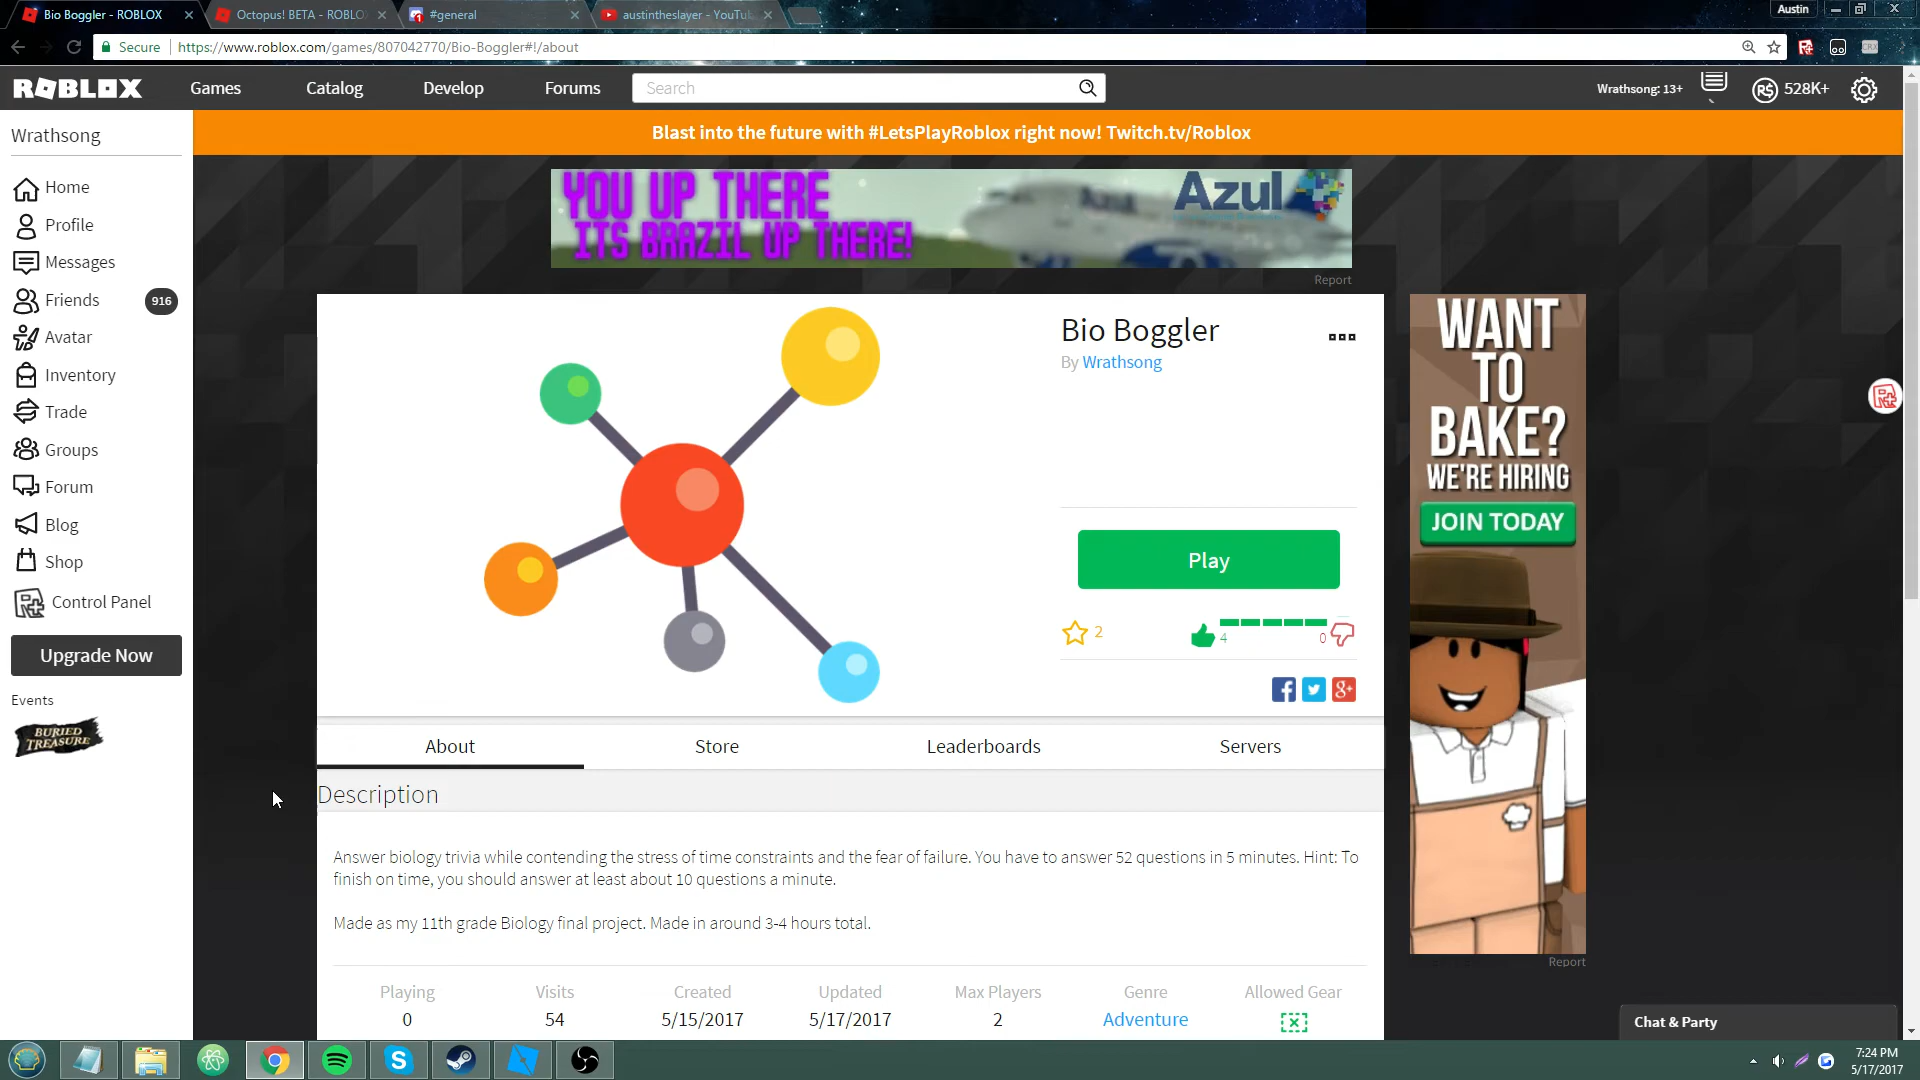 Bio Boggler - ROBLOX
Octopus! BETA - ROBLO
#general
austintheslayer - YouTu
Austin
Secure
https://www.roblox.com/games/807042770/Bio-Boggler#!/about
ROBLOX
Games
Catalog
Develop
Forums
Search
Wrathsong: 13+
R$
528K+
Wrathsong
Blast into the future with #LetsPlayRoblox right now! Twitch.tv/Roblox
Home
Profile
Messages
Friends
916
Avatar
Inventory
Trade
Groups
Forum
Blog
Shop
Control Panel
Upgrade Now
Events
BURIED
TREASURE
YOU UP THERE
ITS BRAZIL UP THERE!
Azul
Report
Bio Boggler
By Wrathsong
Play
2
4
0
WANT
TO
BAKE?
WE'RE HIRING
JOIN TODAY
Report
About
Store
Leaderboards
Servers
Description
Answer biology trivia while contending the stress of time constraints and the fear of failure. You have to answer 52 questions in 5 minutes. Hint: To
finish on time, you should answer at least about 10 questions a minute.
Made as my 11th grade Biology final project. Made in around 3-4 hours total.
Playing
Visits
Created
Updated
Max Players
Genre
Allowed Gear
0
54
5/15/2017
5/17/2017
2
Adventure
Chat & Party
7:24 PM
5/17/2017